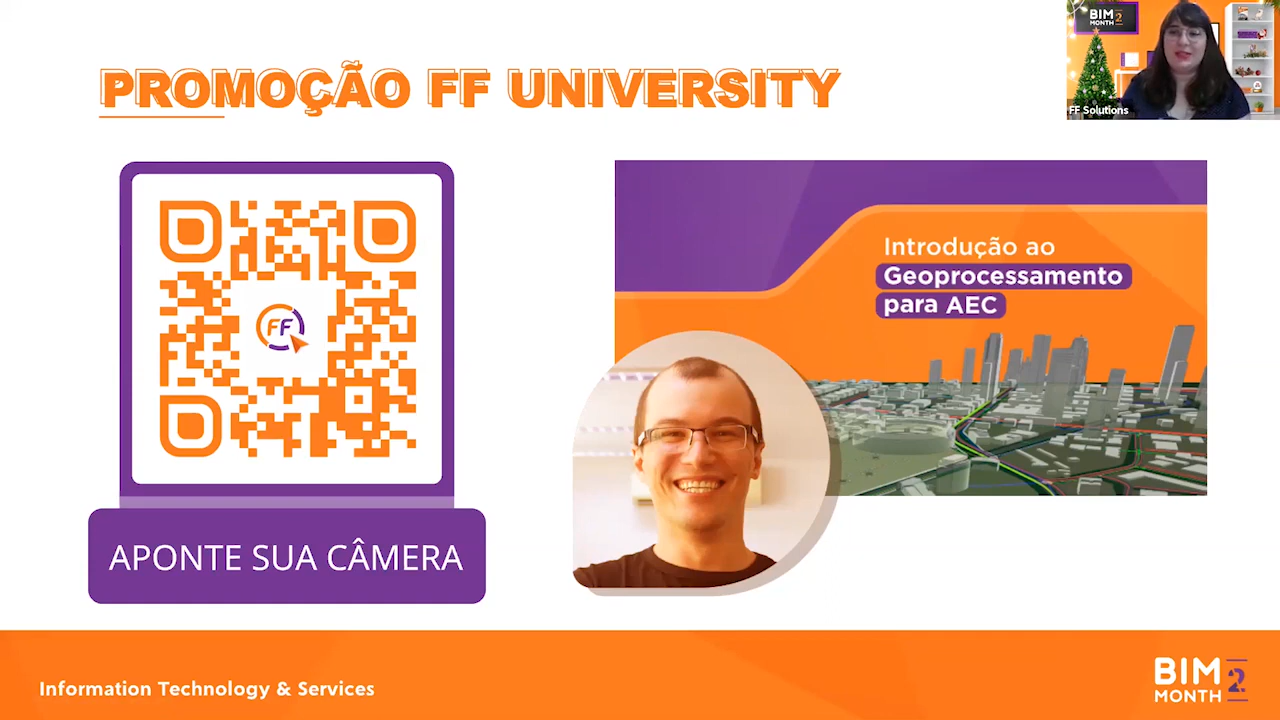 PROMOÇÃO FF UNIVERSITY
BIM 2
MONTH
FF Solutions
FF
Introdução ao
Geoprocessamento
para AEC
APONTE SUA CÂMERA
Information Technology & Services
BIM 2
MONTH